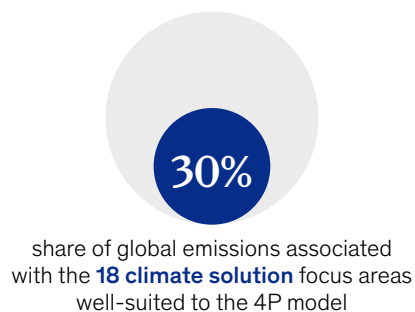 30%
share of global emissions associated
with the 18 climate solution focus areas
well-suited to the 4P model